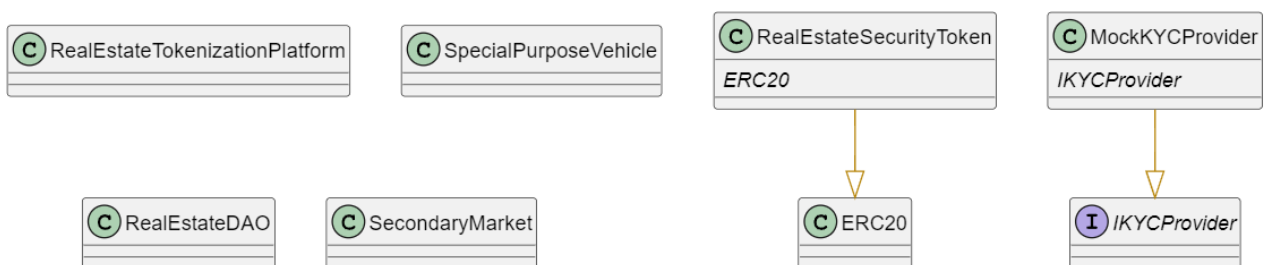 C RealEstateTokenizationPlatform
C SpecialPurposeVehicle
C RealEstateSecurityToken
ERC20
C MockKYCProvider
IKYCProvider
C RealEstateDAO
C SecondaryMarket
C ERC20
I IKYCProvider